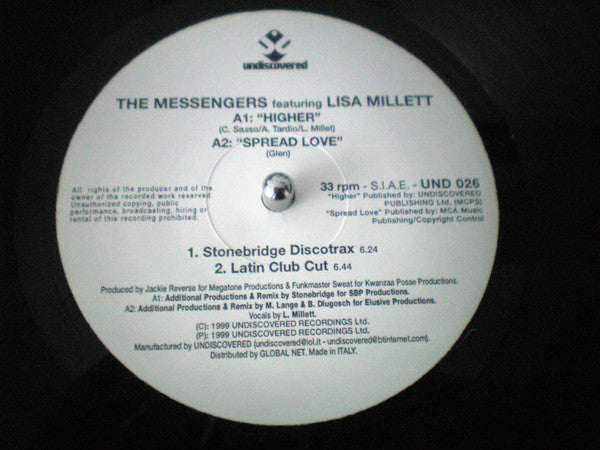 undiscovered
THE MESSENGERS featuring LISA MILLETT
A1: “HIGHER”
(C. Sasso/A. Tardio/L. Millet)
A2: “SPREAD LOVE”
(Glen)
All rights of the producer and of the
owner of the recorded work reserved.
Unauthorized copying, public
performance, broadcasting, hiring or
rental of this recording prohibited.
33 rpm - S.I.A.E. - UND 026
"Higher" Published by: UNDISCOVERED
PUBLISHING Ltd. (MCPS)
"Spread Love" Published by: MCA Music
Publishing/Copyright Control
1. Stonebridge Discotrax 6.24
2. Latin Club Cut 6.44
Produced by Jackie Reverse for Megatone Productions & Funkmaster Sweat for Kwanzaa Posse Productions.
A1: Additional Productions & Remix by Stonebridge for SBP Productions.
A2: Additional Productions & Remix by M. Lange & B. Dlugosch for Elusive Productions.
Vocals by L. Millett.
(C): 1999 UNDISCOVERED RECORDINGS Ltd.
(P): 1999 UNDISCOVERED RECORDINGS Ltd.
Manufactured by UNDISCOVERED (undiscovered@iol.it - undiscovered@btinternet.com).
Distributed by GLOBAL NET. Made in ITALY.